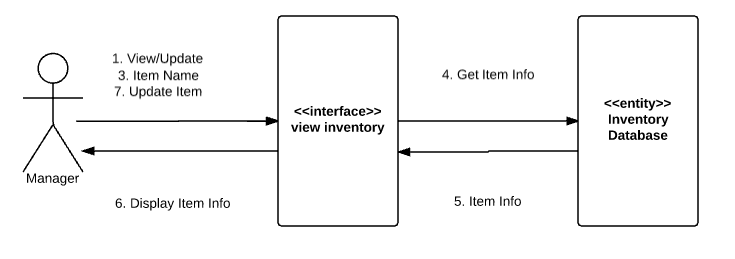 1. View/Update
3. Item Name
7. Update Item
4. Get Item Info
<<interface>>
view inventory
<<entity>>
Inventory
Database
Manager
6. Display Item Info
5. Item Info